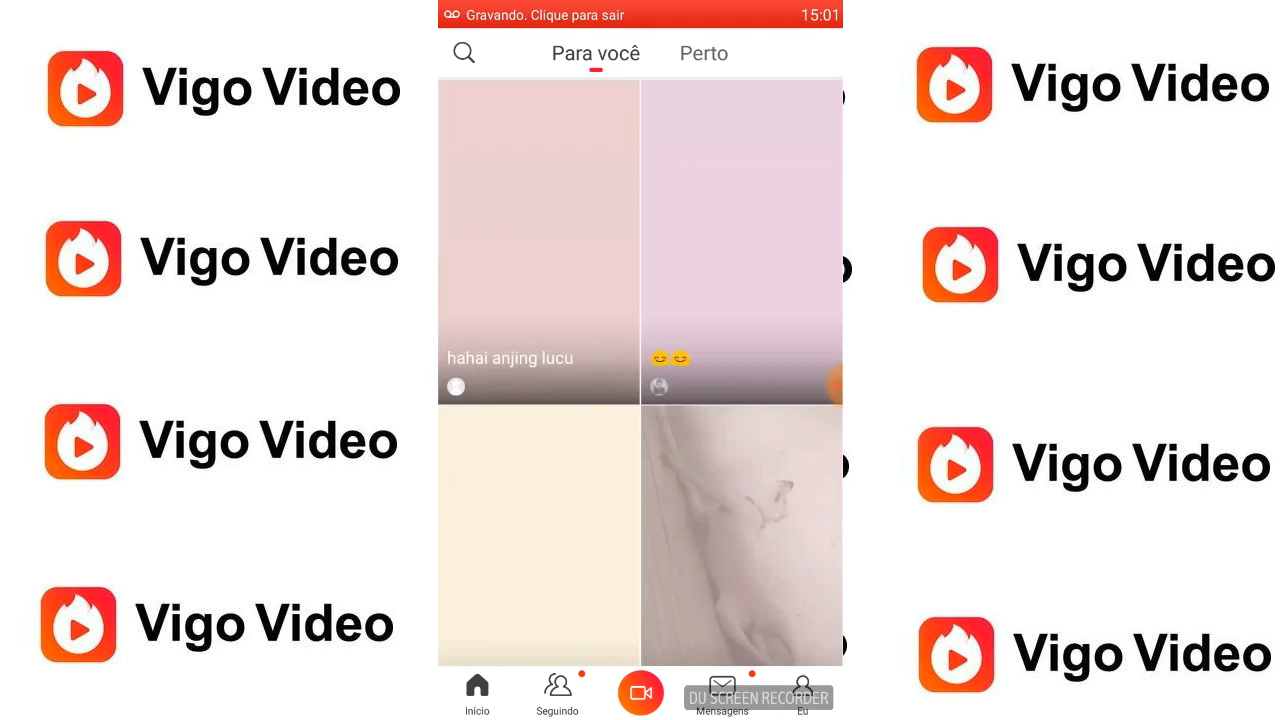 Vigo Video
Vigo Video
Vigo Video
Vigo Video
Gravando. Clique para sair
15:01
Para você
Perto
hahai anjing lucu
😊😊
Início
Seguindo
Mensagens
Eu
DU SCREEN RECORDER
Vigo Video
Vigo Video
Vigo Video
Vigo Video